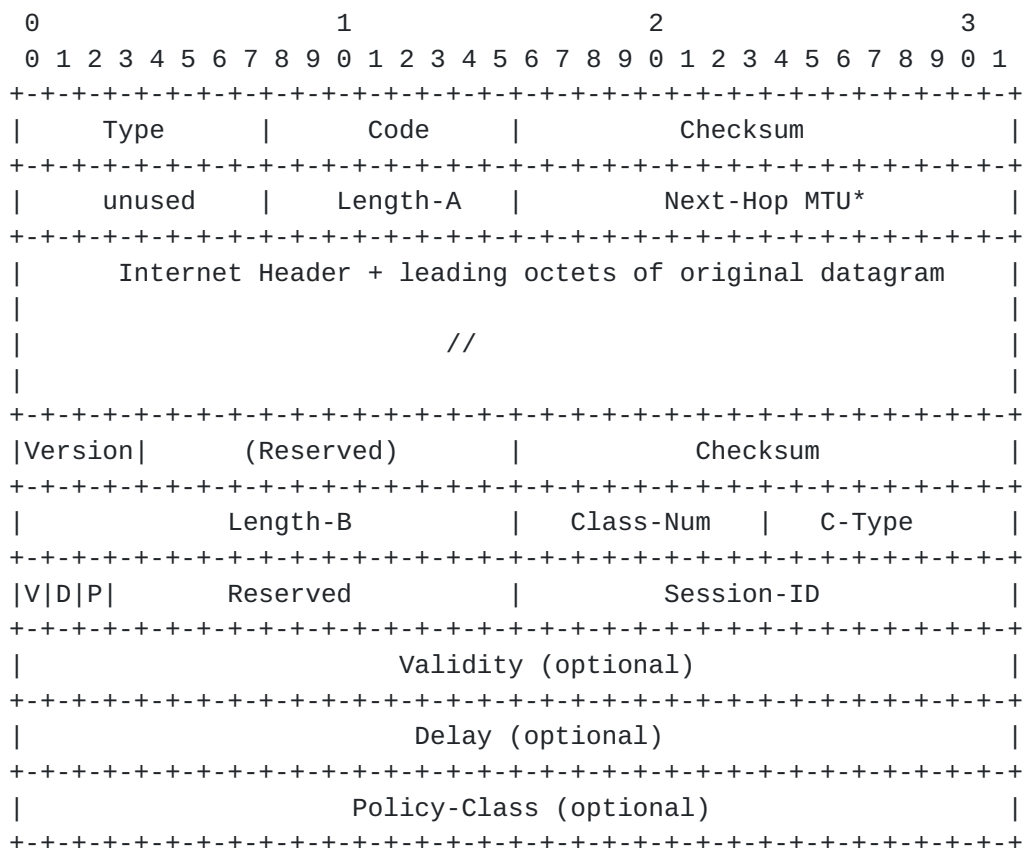 0                   1                   2                   3
 0 1 2 3 4 5 6 7 8 9 0 1 2 3 4 5 6 7 8 9 0 1 2 3 4 5 6 7 8 9 0 1
+-+-+-+-+-+-+-+-+-+-+-+-+-+-+-+-+-+-+-+-+-+-+-+-+-+-+-+-+-+-+-+-+
|     Type      |      Code     |          Checksum             |
+-+-+-+-+-+-+-+-+-+-+-+-+-+-+-+-+-+-+-+-+-+-+-+-+-+-+-+-+-+-+-+-+
|     unused    |    Length-A   |         Next-Hop MTU*         |
+-+-+-+-+-+-+-+-+-+-+-+-+-+-+-+-+-+-+-+-+-+-+-+-+-+-+-+-+-+-+-+-+
|      Internet Header + leading octets of original datagram    |
|                                                               |
|                           //                                  |
|                                                               |
+-+-+-+-+-+-+-+-+-+-+-+-+-+-+-+-+-+-+-+-+-+-+-+-+-+-+-+-+-+-+-+-+
|Version|      (Reserved)       |           Checksum            |
+-+-+-+-+-+-+-+-+-+-+-+-+-+-+-+-+-+-+-+-+-+-+-+-+-+-+-+-+-+-+-+-+
|             Length-B          |   Class-Num   |   C-Type      |
+-+-+-+-+-+-+-+-+-+-+-+-+-+-+-+-+-+-+-+-+-+-+-+-+-+-+-+-+-+-+-+-+
|V|D|P|       Reserved          |         Session-ID            |
+-+-+-+-+-+-+-+-+-+-+-+-+-+-+-+-+-+-+-+-+-+-+-+-+-+-+-+-+-+-+-+-+
|                        Validity (optional)                    |
+-+-+-+-+-+-+-+-+-+-+-+-+-+-+-+-+-+-+-+-+-+-+-+-+-+-+-+-+-+-+-+-+
|                         Delay (optional)                      |
+-+-+-+-+-+-+-+-+-+-+-+-+-+-+-+-+-+-+-+-+-+-+-+-+-+-+-+-+-+-+-+-+
|                     Policy-Class (optional)                   |
+-+-+-+-+-+-+-+-+-+-+-+-+-+-+-+-+-+-+-+-+-+-+-+-+-+-+-+-+-+-+-+-+